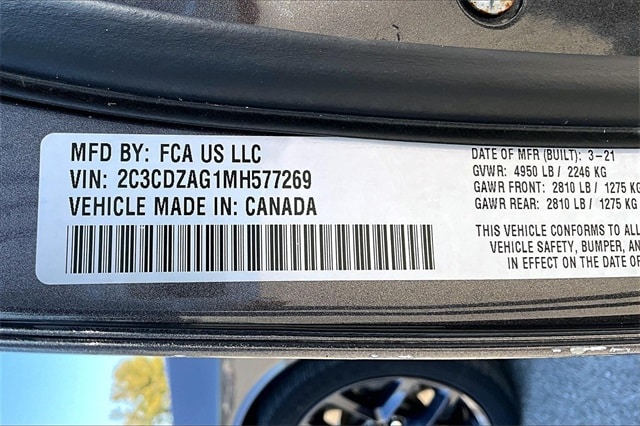 MFD BY: FCA US LLC
VIN: 2C3CDZAG1MH577269
VEHICLE MADE IN: CANADA
DATE OF MFR (BUILT): 3-21
GVWR: 4950 LB / 2246 KG
GAWR FRONT: 2810 LB / 1275 KG
GAWR REAR: 2810 LB / 1275 KG
THIS VEHICLE CONFORMS TO ALL
VEHICLE SAFETY, BUMPER, AN
IN EFFECT ON THE DATE OF